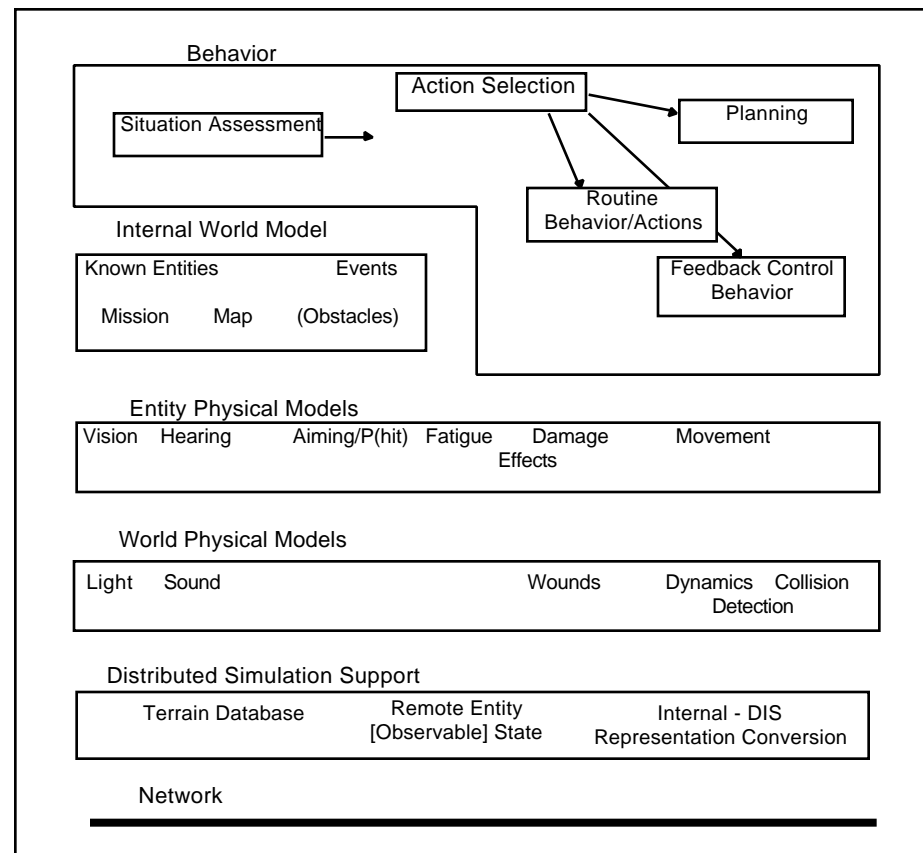 Behavior
Action Selection
Situation Assessment
Planning
Routine
Behavior/Actions
Feedback Control
Behavior
Internal World Model
Known Entities Events
Mission Map (Obstacles)
Entity Physical Models
Vision Hearing Aiming/P(hit) Fatigue Damage Movement
Effects
World Physical Models
Light Sound Wounds Dynamics Collision
Detection
Distributed Simulation Support
Terrain Database
Remote Entity
[Observable] State
Internal - DIS
Representation Conversion
Network